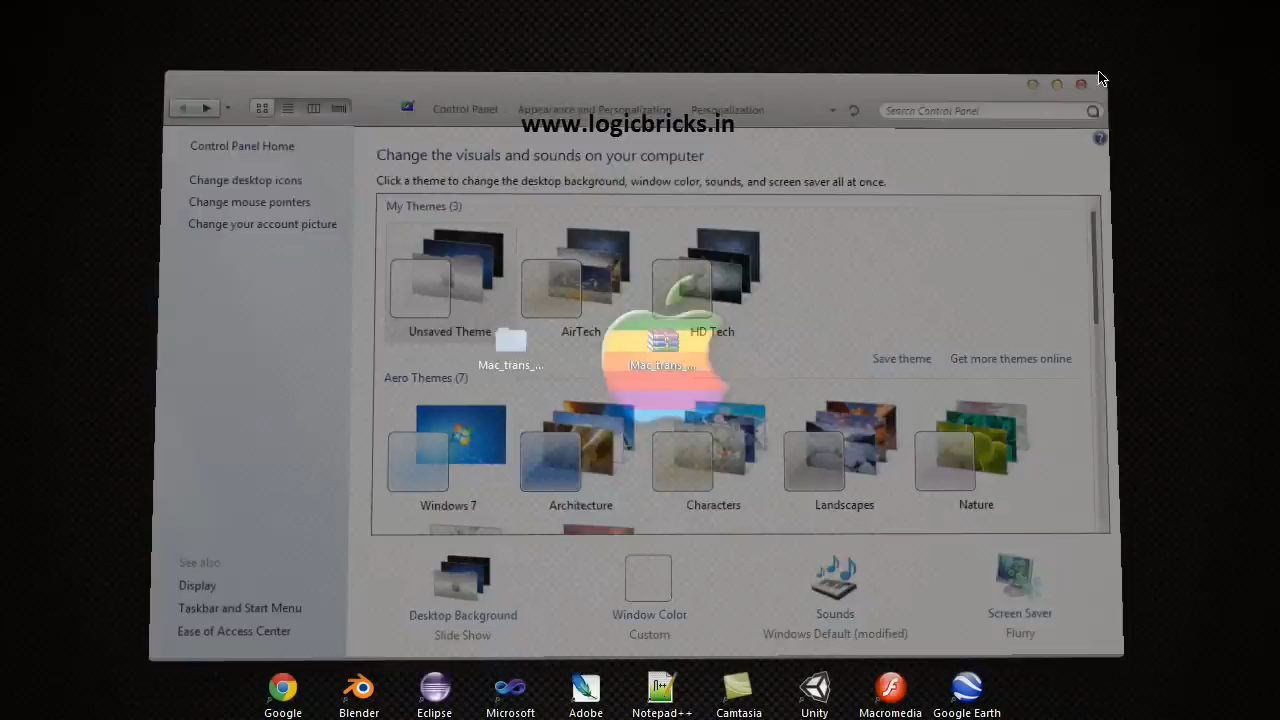 Control Panel Appearance and Personalization Personalization
Search Control Panel
www.logicbricks.in
Control Panel Home
Change desktop icons
Change mouse pointers
Change your account picture
Change the visuals and sounds on your computer
Click a theme to change the desktop background, window color, sounds, and screen saver all at once.
My Themes (3)
Unsaved Theme AirTech HD Tech
Mac_trans_... Mac_trans_...
Save theme Get more themes online
Aero Themes (7)
Windows 7 Architecture Characters Landscapes Nature
See also
Display
Taskbar and Start Menu
Ease of Access Center
Desktop Background Window Color Sounds Screen Saver
Slide Show Custom Windows Default (modified) Flurry
Google Blender Eclipse Microsoft Adobe Notepad++ Camtasia Unity Macromedia Google Earth